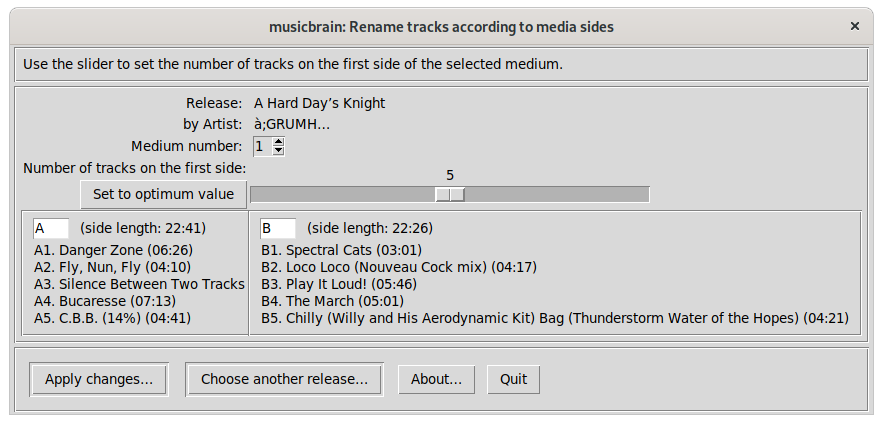 musicbrain: Rename tracks according to media sides
×
Use the slider to set the number of tracks on the first side of the selected medium.
Release: A Hard Day’s Knight
by Artist: à;GRUMH…
Medium number: 1
Number of tracks on the first side:
5
Set to optimum value
A (side length: 22:41)
A1. Danger Zone (06:26)
A2. Fly, Nun, Fly (04:10)
A3. Silence Between Two Tracks
A4. Bucaresse (07:13)
A5. C.B.B. (14%) (04:41)
B (side length: 22:26)
B1. Spectral Cats (03:01)
B2. Loco Loco (Nouveau Cock mix) (04:17)
B3. Play It Loud! (05:46)
B4. The March (05:01)
B5. Chilly (Willy and His Aerodynamic Kit) Bag (Thunderstorm Water of the Hopes) (04:21)
Apply changes…
Choose another release…
About…
Quit